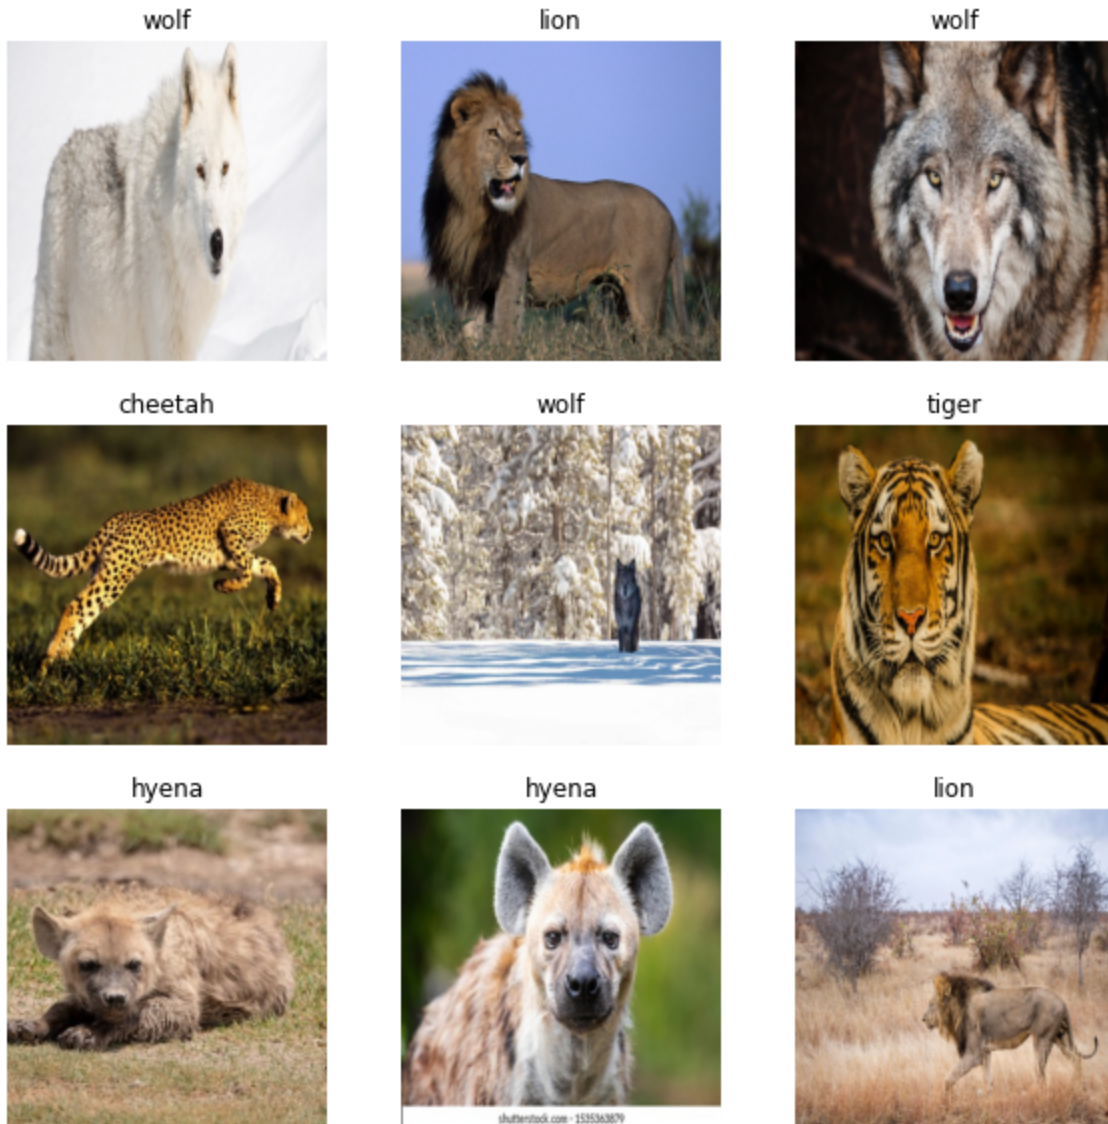 wolf
lion
wolf
cheetah
wolf
tiger
hyena
hyena
lion
shutterstock.com · 1535363879